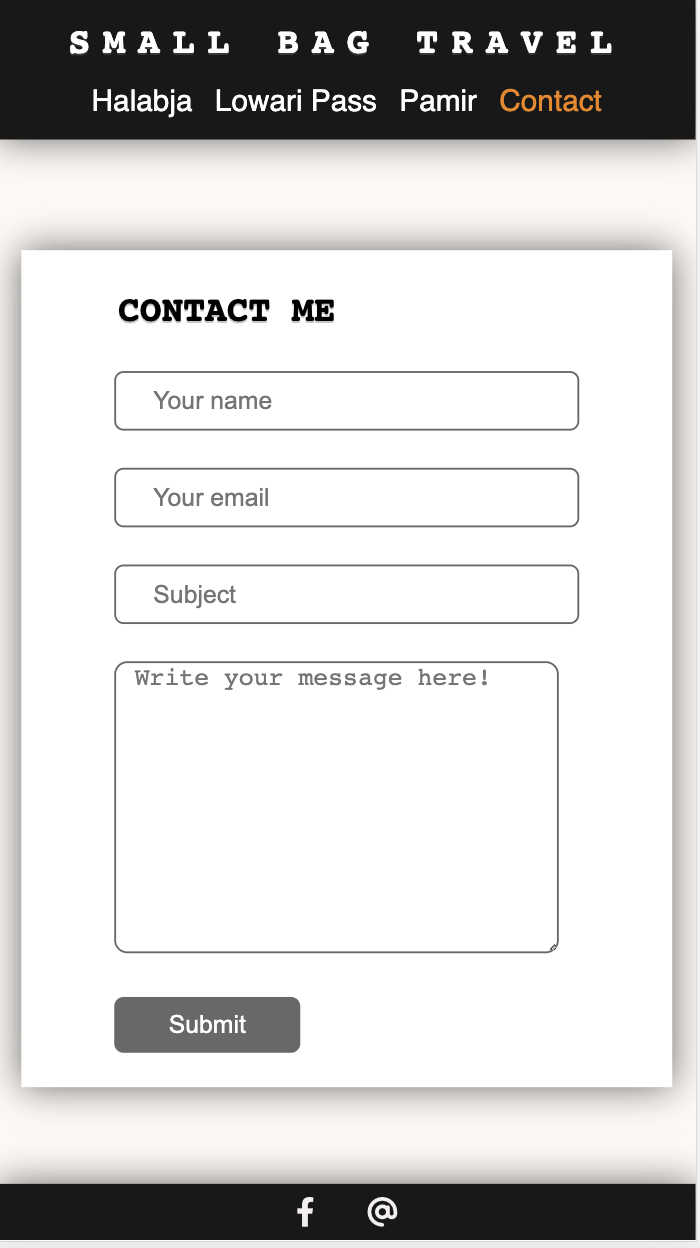 SMALL BAG TRAVEL
Halabja Lowari Pass Pamir Contact
CONTACT ME
Your name
Your email
Subject
Write your message here!
Submit